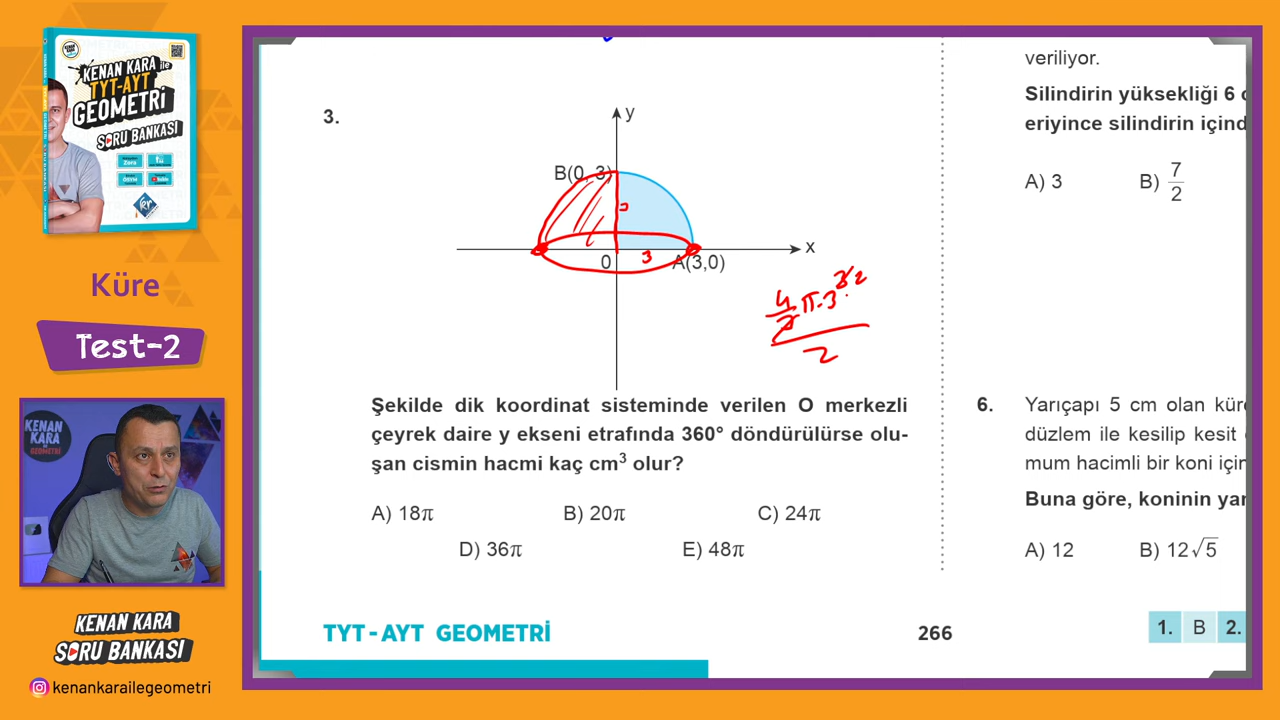 KENAN KARA ile
TYT-AYT
GEOMETRİ
SORU BANKASI
Küre
Test-2
KENAN
KARA
GEOMETRİ
KENAN KARA
SORU BANKASI
kenankarailegeometri
3.
y
B(0, 3)
x
0
3
A(3,0)
4
π.3
2
Şekilde dik koordinat sisteminde verilen O merkezli
çeyrek daire y ekseni etrafında 360° döndürülürse olu-
şan cismin hacmi kaç cm³ olur?
A) 18π B) 20π C) 24π
D) 36π E) 48π
TYT - AYT GEOMETRİ
266
veriliyor.
Silindirin yüksekliği 6 c
eriyince silindirin içind
A) 3 B) 7/2
6. Yarıçapı 5 cm olan küre
düzlem ile kesilip kesit
mum hacimli bir koni için
Buna göre, koninin yar
A) 12 B) 12√5
1. B 2.